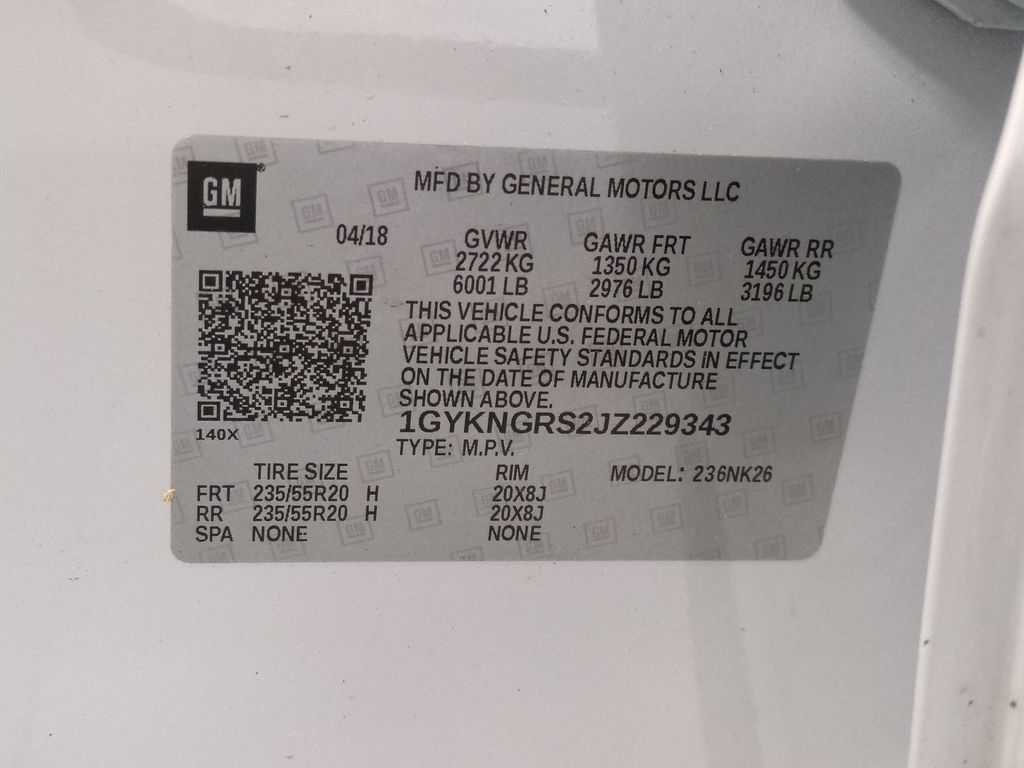 GM
MFD BY GENERAL MOTORS LLC
04/18 GVWR GAWR FRT GAWR RR
2722 KG 1350 KG 1450 KG
6001 LB 2976 LB 3196 LB
THIS VEHICLE CONFORMS TO ALL
APPLICABLE U.S. FEDERAL MOTOR
VEHICLE SAFETY STANDARDS IN EFFECT
ON THE DATE OF MANUFACTURE
SHOWN ABOVE.
1GYKNGRS2JZ229343
140X
TYPE: M.P.V.
TIRE SIZE RIM MODEL: 236NK26
FRT 235/55R20 H 20X8J
RR 235/55R20 H 20X8J
SPA NONE NONE